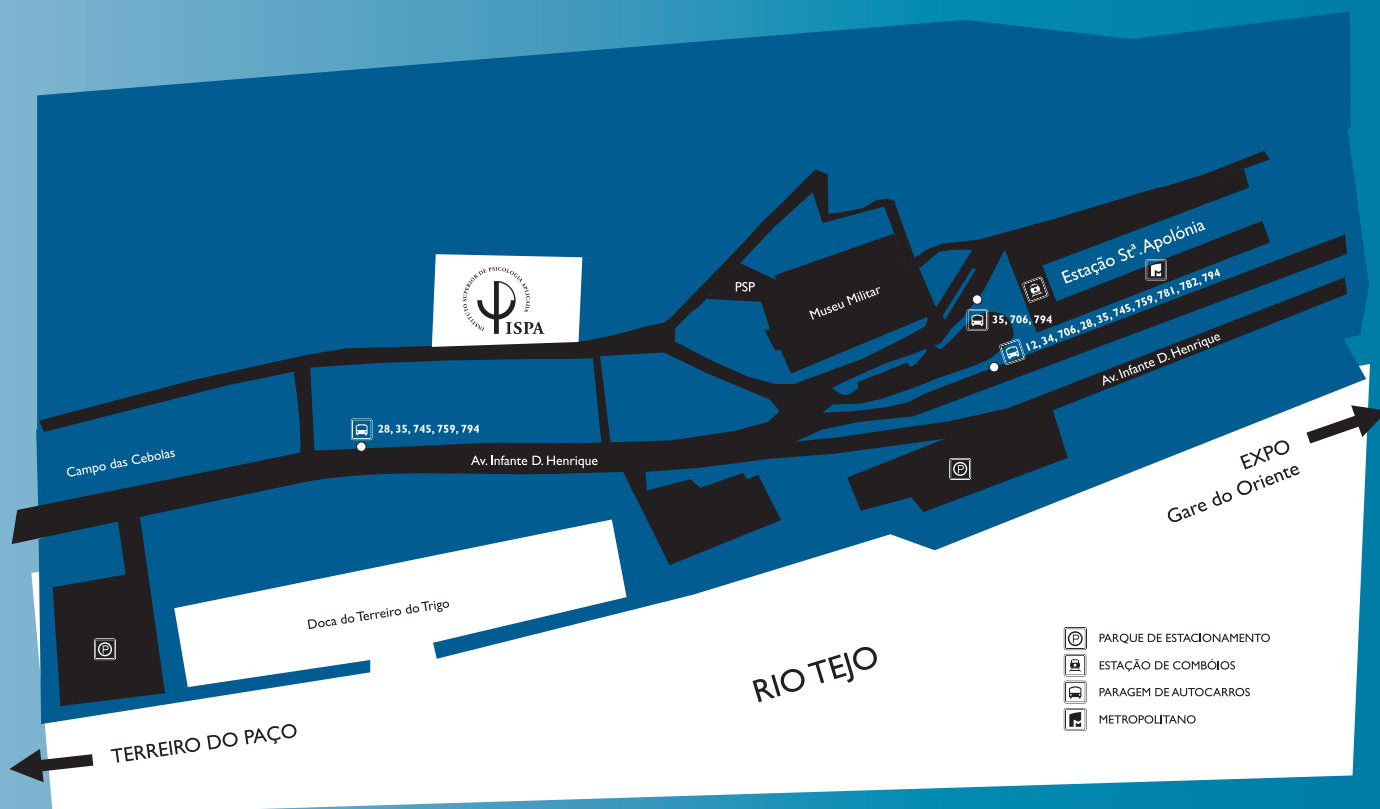 INSTITUTO SUPERIOR DE PSICOLOGIA APLICADA
ISPA
PSP
Museu Militar
Estação Stª. Apolónia
35, 706, 794
12, 34, 706, 28, 35, 745, 759, 781, 782, 794
Av. Infante D. Henrique
28, 35, 745, 759, 794
Campo das Cebolas
Av. Infante D. Henrique
P
EXPO
Gare do Oriente
Doca do Terreiro do Trigo
P
RIO TEJO
TERREIRO DO PAÇO
P PARQUE DE ESTACIONAMENTO
ESTAÇÃO DE COMBÓIOS
PARAGEM DE AUTOCARROS
METROPOLITANO